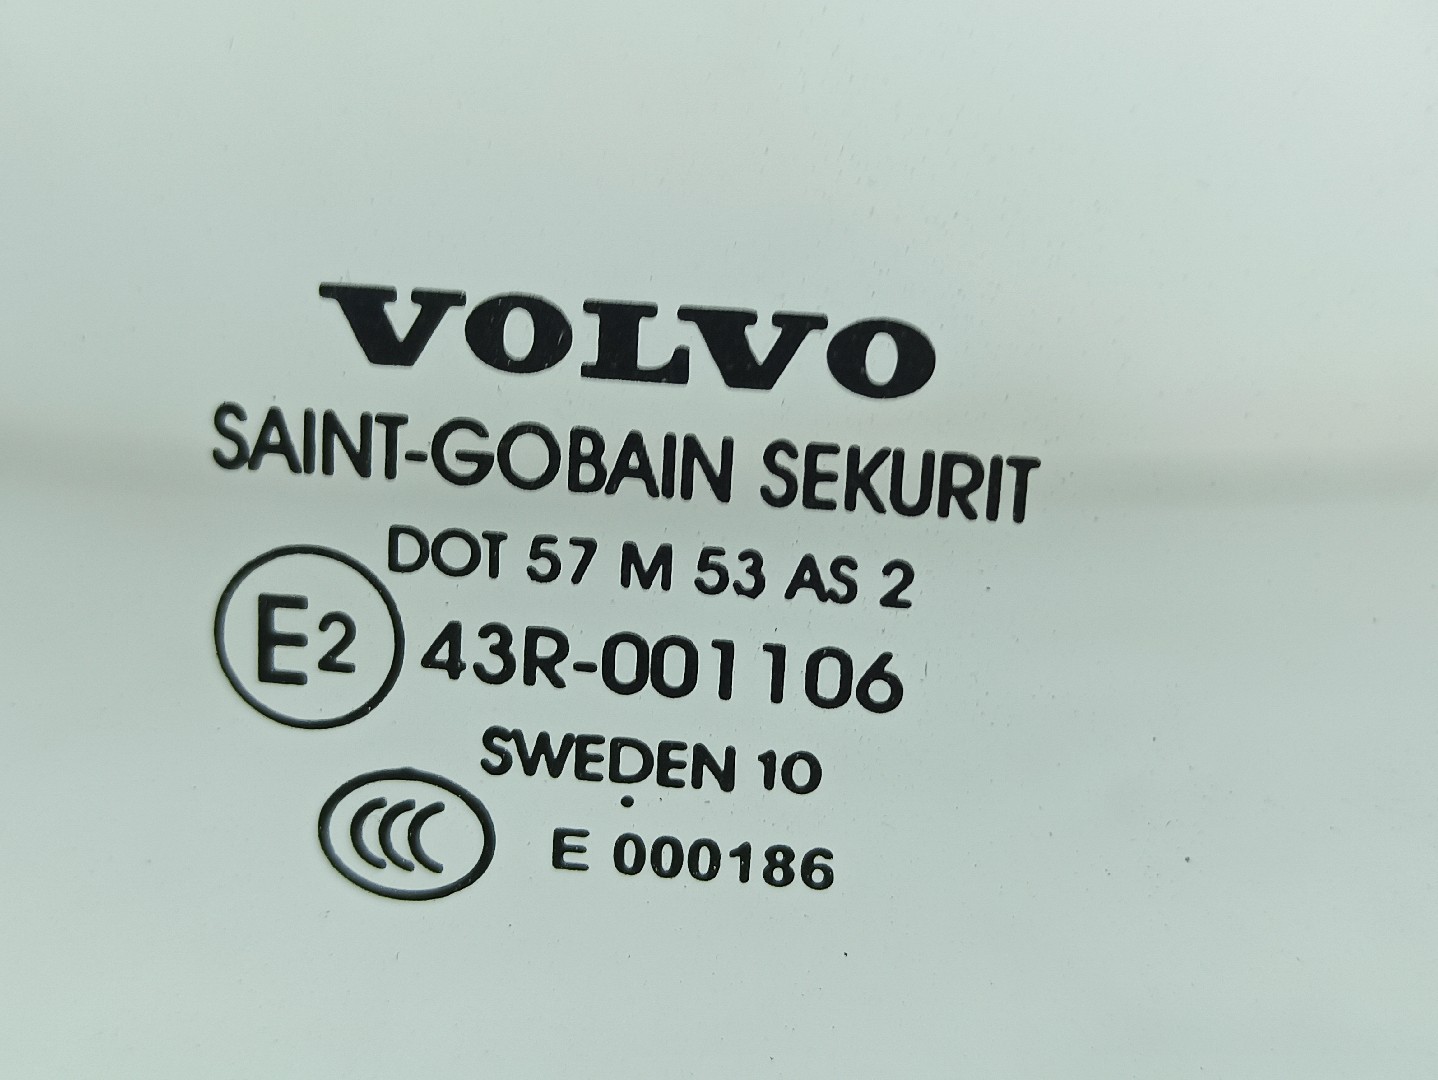 VOLVO
SAINT-GOBAIN SEKURIT
DOT 57 M 53 AS 2
E2 43R-001106
SWEDEN 10
CCC E 000186